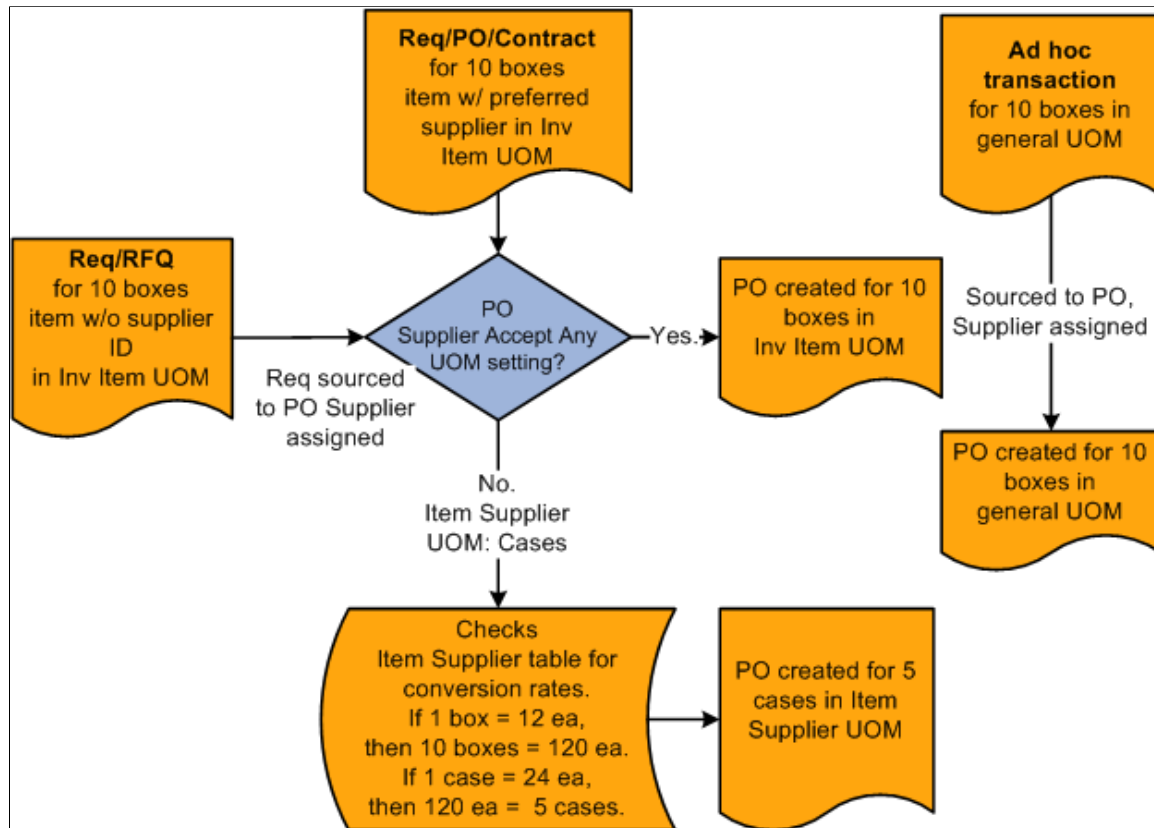 Req/PO/Contract
for 10 boxes
item w/ preferred
supplier in Inv
Item UOM
Ad hoc
transaction
for 10 boxes in
general UOM
Req/RFQ
for 10 boxes
item w/o supplier
ID
in Inv Item UOM
Req sourced
to PO Supplier
assigned
PO
Supplier Accept Any
UOM setting?
Yes.
PO created for 10
boxes in
Inv Item UOM
Sourced to PO,
Supplier assigned
PO created for 10
boxes in
general UOM
No.
Item Supplier
UOM: Cases
Checks
Item Supplier table for
conversion rates.
If 1 box = 12 ea,
then 10 boxes = 120 ea.
If 1 case = 24 ea,
then 120 ea =  5 cases.
PO created for 5
cases in Item
Supplier UOM